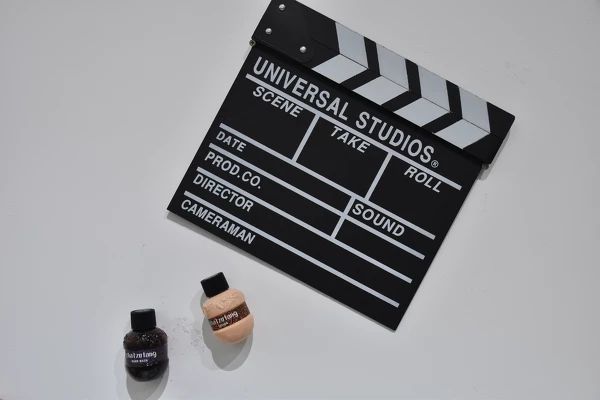 UNIVERSAL STUDIOS®
SCENE TAKE ROLL
DATE
PROD.CO. SOUND
DIRECTOR
CAMERAMAN